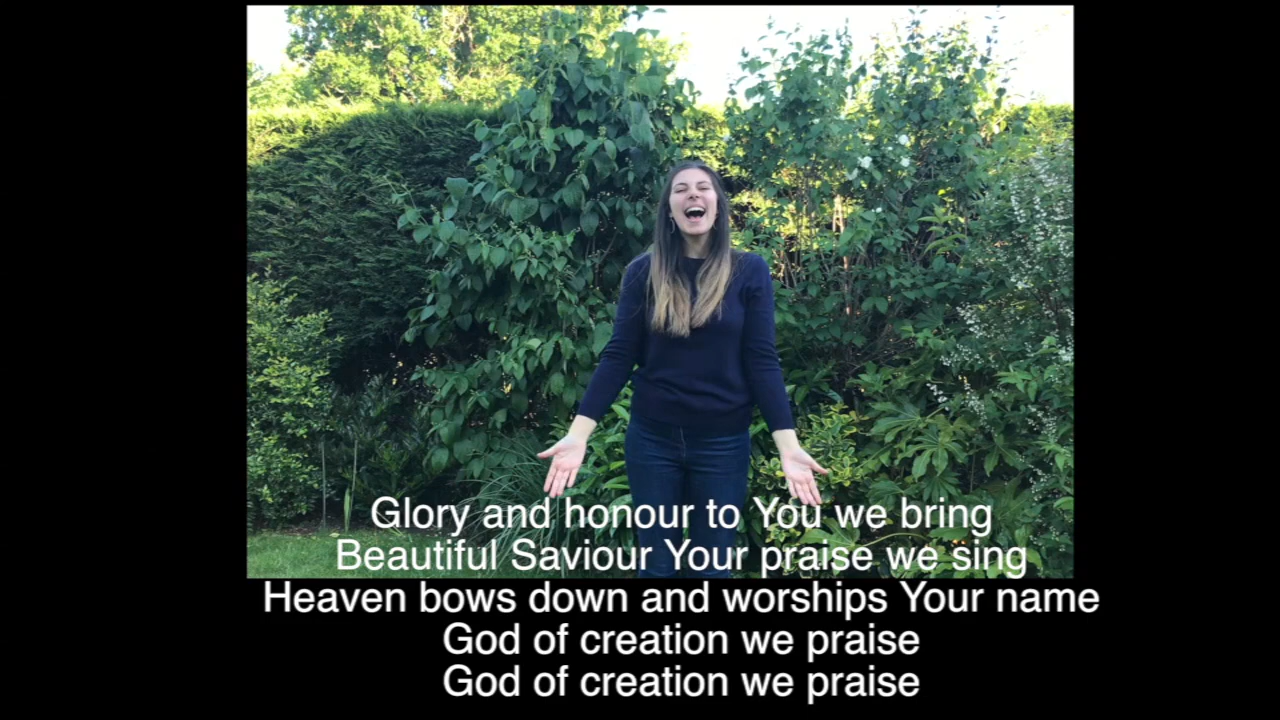 Glory and honour to You we bring
Beautiful Saviour Your praise we sing
Heaven bows down and worships Your name
God of creation we praise
God of creation we praise